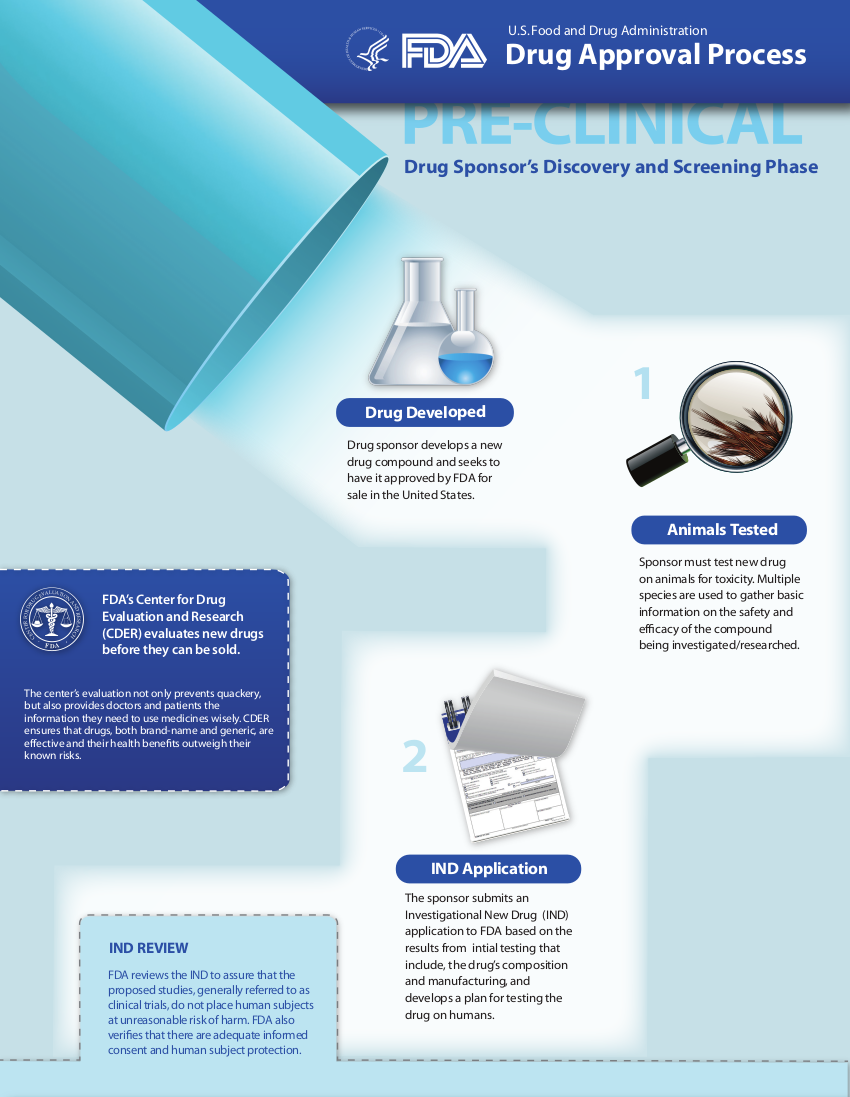 U.S. Food and Drug Administration
FDA
Drug Approval Process
PRE-CLINICAL
Drug Sponsor's Discovery and Screening Phase
Drug Developed
Drug sponsor develops a new
drug compound and seeks to
have it approved by FDA for
sale in the United States.
1
Animals Tested
Sponsor must test new drug
on animals for toxicity. Multiple
species are used to gather basic
information on the safety and
efficacy of the compound
being investigated/researched.
FDA's Center for Drug
Evaluation and Research
(CDER) evaluates new drugs
before they can be sold.
FDA
The center's evaluation not only prevents quackery,
but also provides doctors and patients the
information they need to use medicines wisely. CDER
ensures that drugs, both brand-name and generic, are
effective and their health benefits outweigh their
known risks.
2
IND Application
The sponsor submits an
Investigational New Drug (IND)
application to FDA based on the
results from intial testing that
include, the drug's composition
and manufacturing, and
develops a plan for testing the
drug on humans.
IND REVIEW
FDA reviews the IND to assure that the
proposed studies, generally referred to as
clinical trials, do not place human subjects
at unreasonable risk of harm. FDA also
verifies that there are adequate informed
consent and human subject protection.